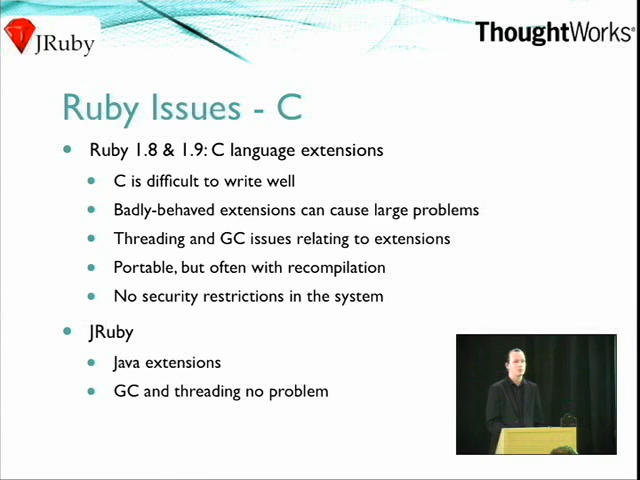 JRuby
ThoughtWorks®
Ruby Issues - C
Ruby 1.8 & 1.9: C language extensions
C is difficult to write well
Badly-behaved extensions can cause large problems
Threading and GC issues relating to extensions
Portable, but often with recompilation
No security restrictions in the system
JRuby
Java extensions
GC and threading no problem